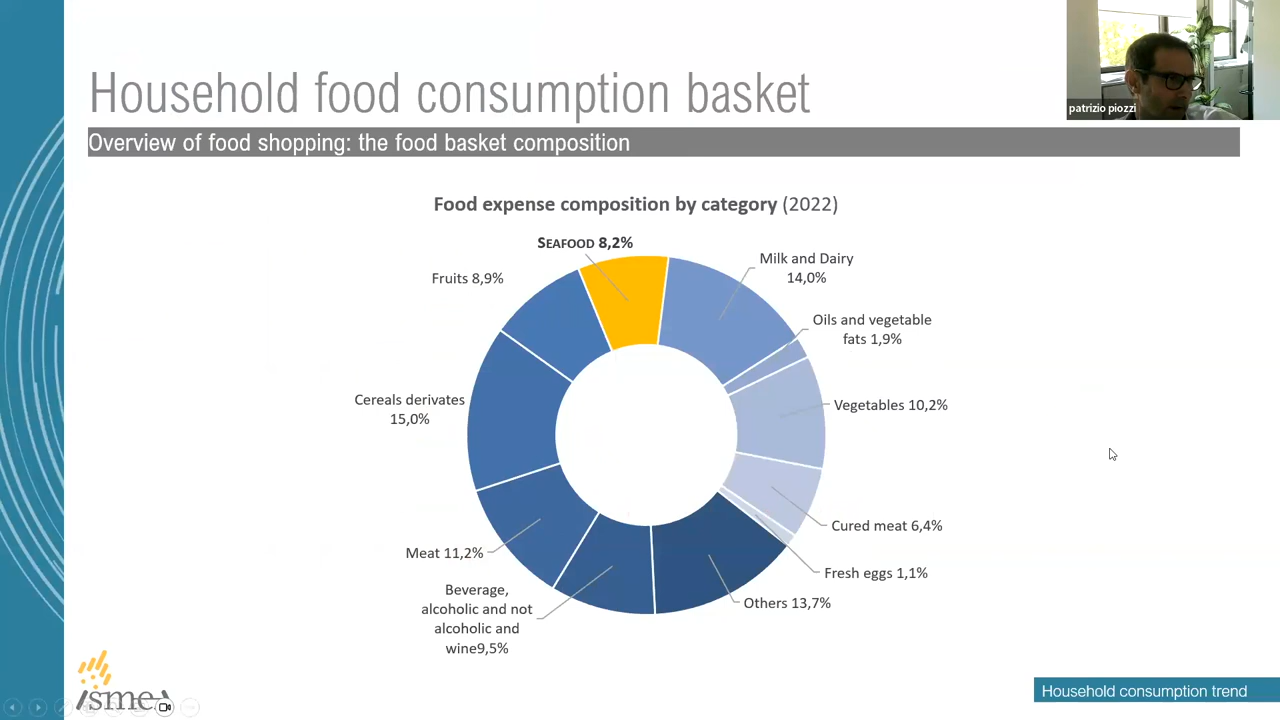 Household food consumption basket
patrizio piozzi
Overview of food shopping: the food basket composition
Food expense composition by category (2022)
SEAFOOD 8,2%
Milk and Dairy
14,0%
Fruits 8,9%
Oils and vegetable
fats 1,9%
Cereals derivates
15,0%
Vegetables 10,2%
Cured meat 6,4%
Meat 11,2%
Fresh eggs 1,1%
Beverage,
alcoholic and not
alcoholic and
wine9,5%
Others 13,7%
Household consumption trend